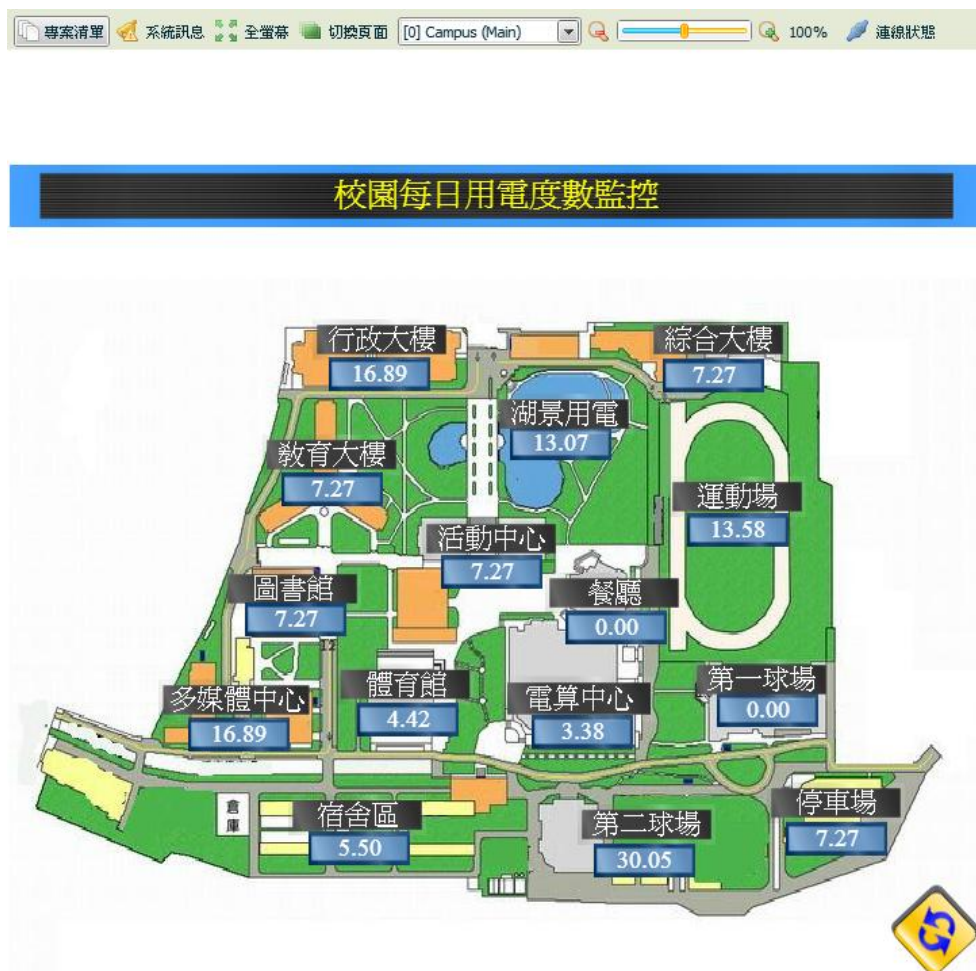 專案清單 系統訊息 全螢幕 切換頁面 [0] Campus (Main) 100% 連線狀態
校園每日用電度數監控
行政大樓
16.89
綜合大樓
7.27
湖景用電
13.07
教育大樓
7.27
運動場
13.58
活動中心
7.27
圖書館
7.27
餐廳
0.00
多媒體中心
16.89
體育館
4.42
電算中心
3.38
第一球場
0.00
倉庫
宿舍區
5.50
第二球場
30.05
停車場
7.27